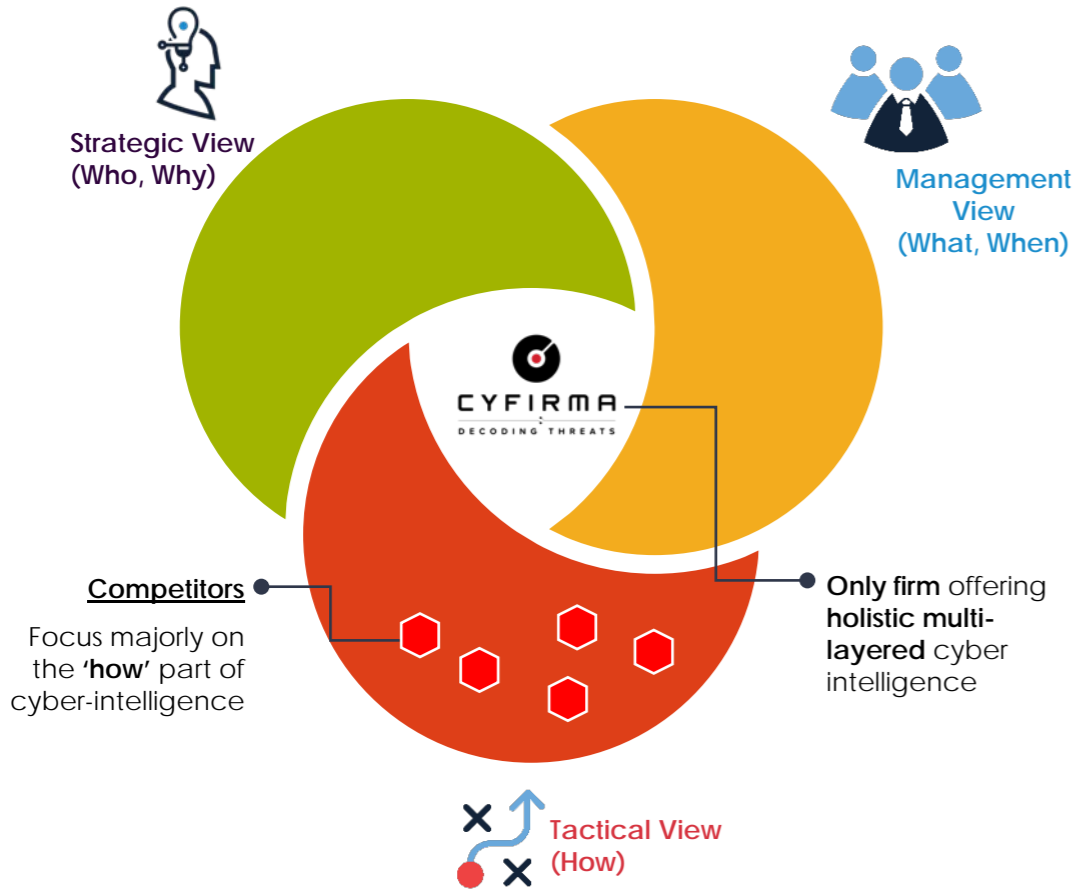 Strategic View
(Who, Why)
Management
View
(What, When)
CYFIRMA
DECODING THREATS
Competitors
Focus majorly on
the ‘how’ part of
cyber-intelligence
Only firm offering
holistic multi-
layered cyber
intelligence
Tactical View
(How)